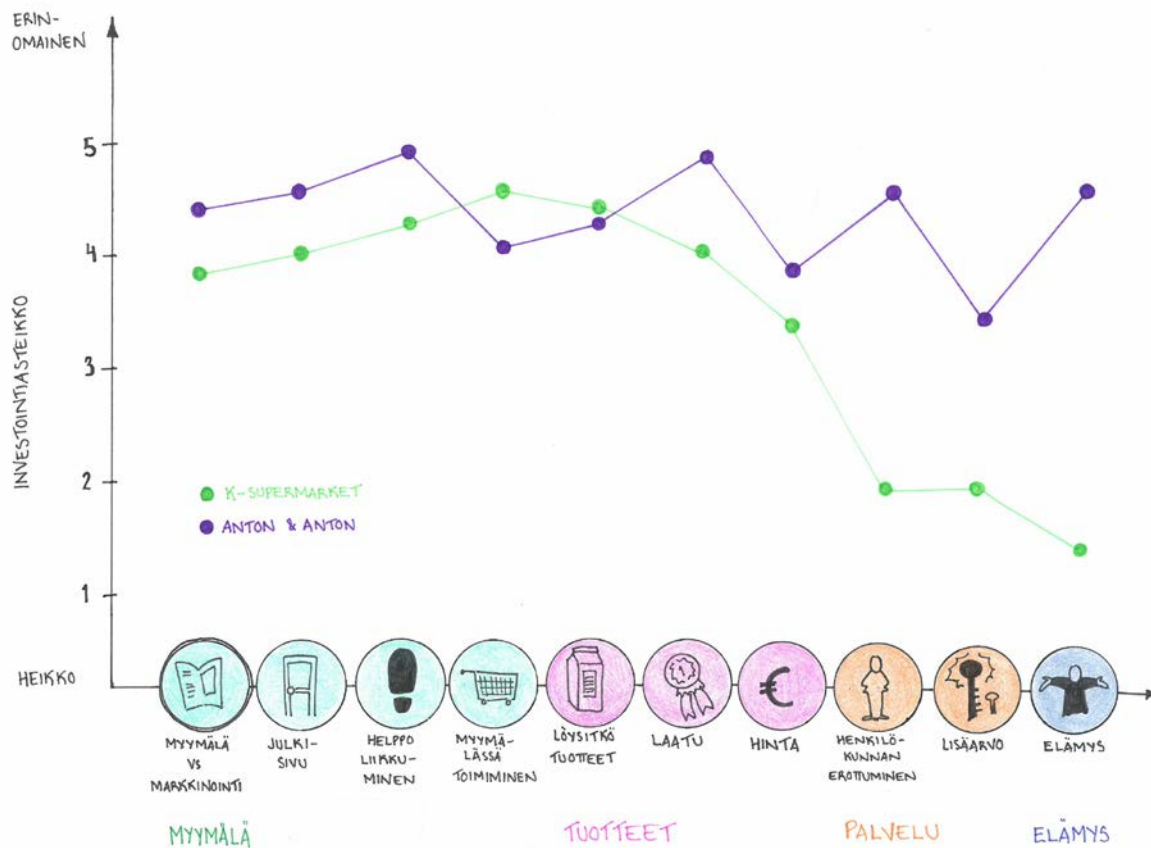 ERIN-
OMAINEN
5
4
3
2
1
INVESTOINTIASTEIKKO
K-SUPERMARKET
ANTON & ANTON
HEIKKO
1
€
MYYMÄLÄ
VS
MARKKINOINTI
JULKI-
SIVU
HELPPO
LIIKKU-
MINEN
MYYMÄ-
LÄSSÄ
TOIMIMINEN
LÖYSITKÖ
TUOTTEET
LAATU
HINTA
HENKILÖ-
KUNNAN
EROTTUMINEN
LISÄARVO
ELÄMYS
MYYMÄLÄ
TUOTTEET
PALVELU
ELÄMYS